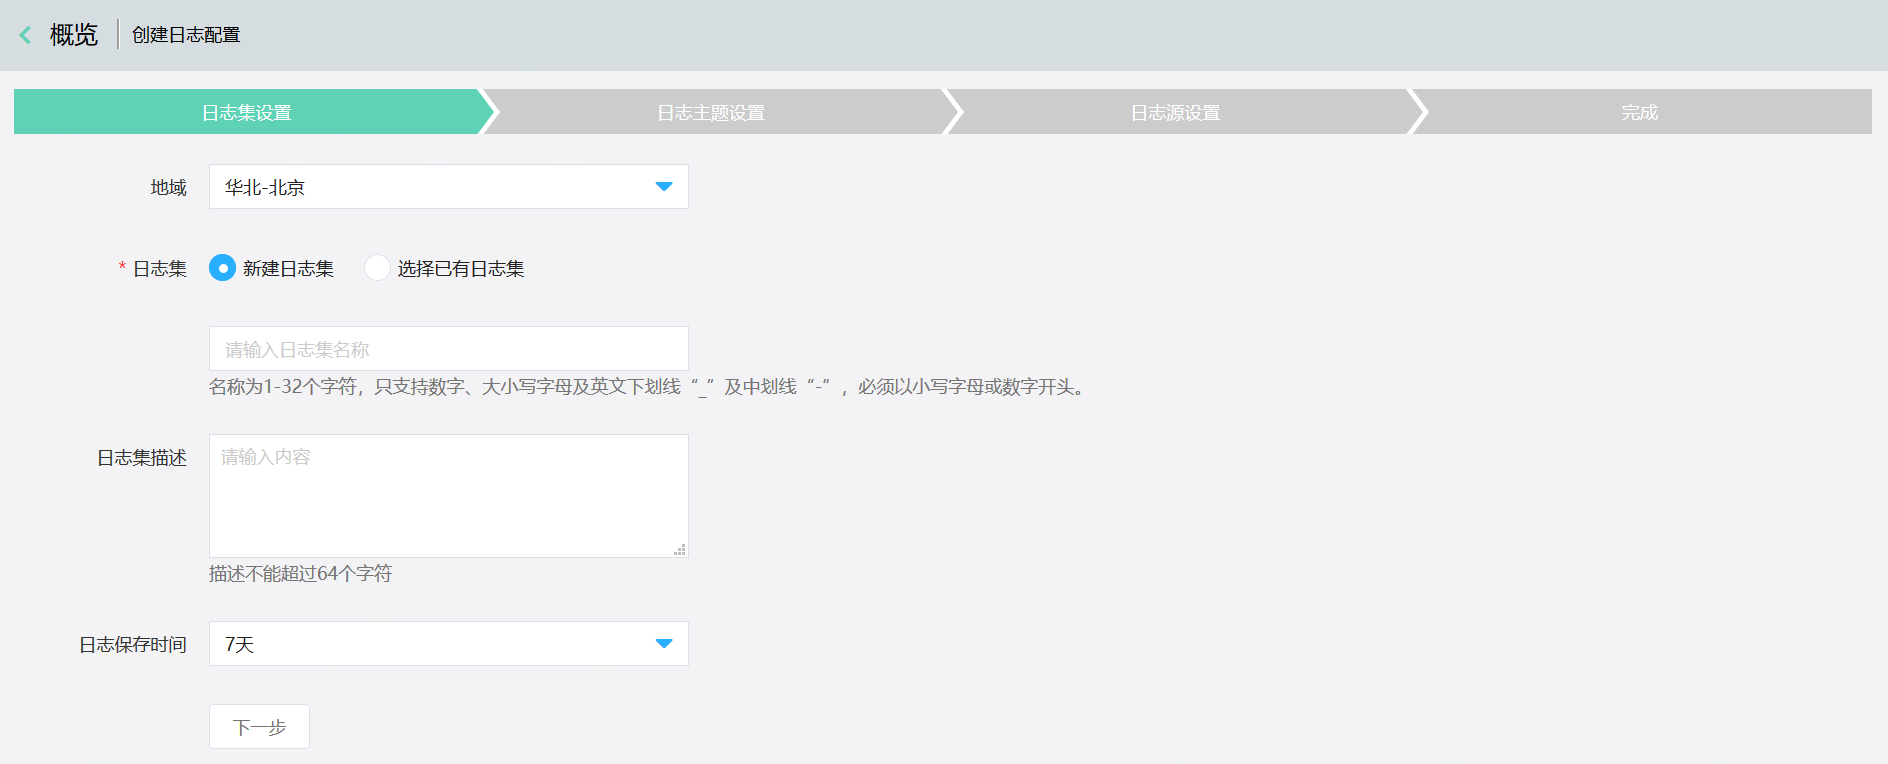 概览 创建日志配置
日志集设置 日志主题设置 日志源设置 完成
地域 华北-北京
* 日志集 新建日志集 选择已有日志集
请输入日志集名称
名称为1-32个字符，只支持数字、大小写字母及英文下划线“_”及中划线“-”，必须以小写字母或数字开头。
日志集描述 请输入内容
描述不能超过64个字符
日志保存时间 7天
下一步